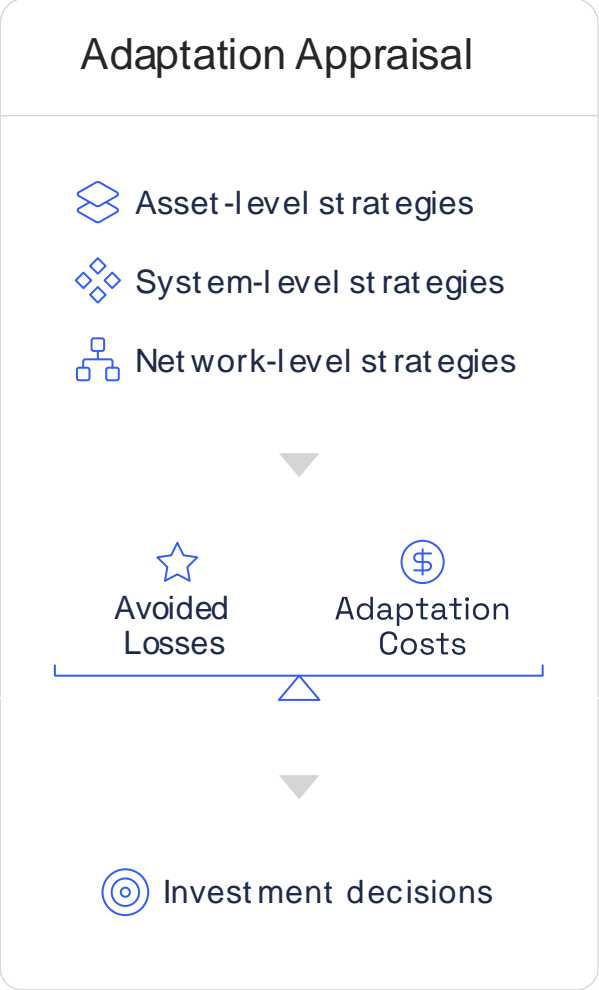 Adaptation Appraisal
Asset-level strategies
System-level strategies
Network-level strategies
Avoided
Losses
Adaptation
Costs
Investment decisions